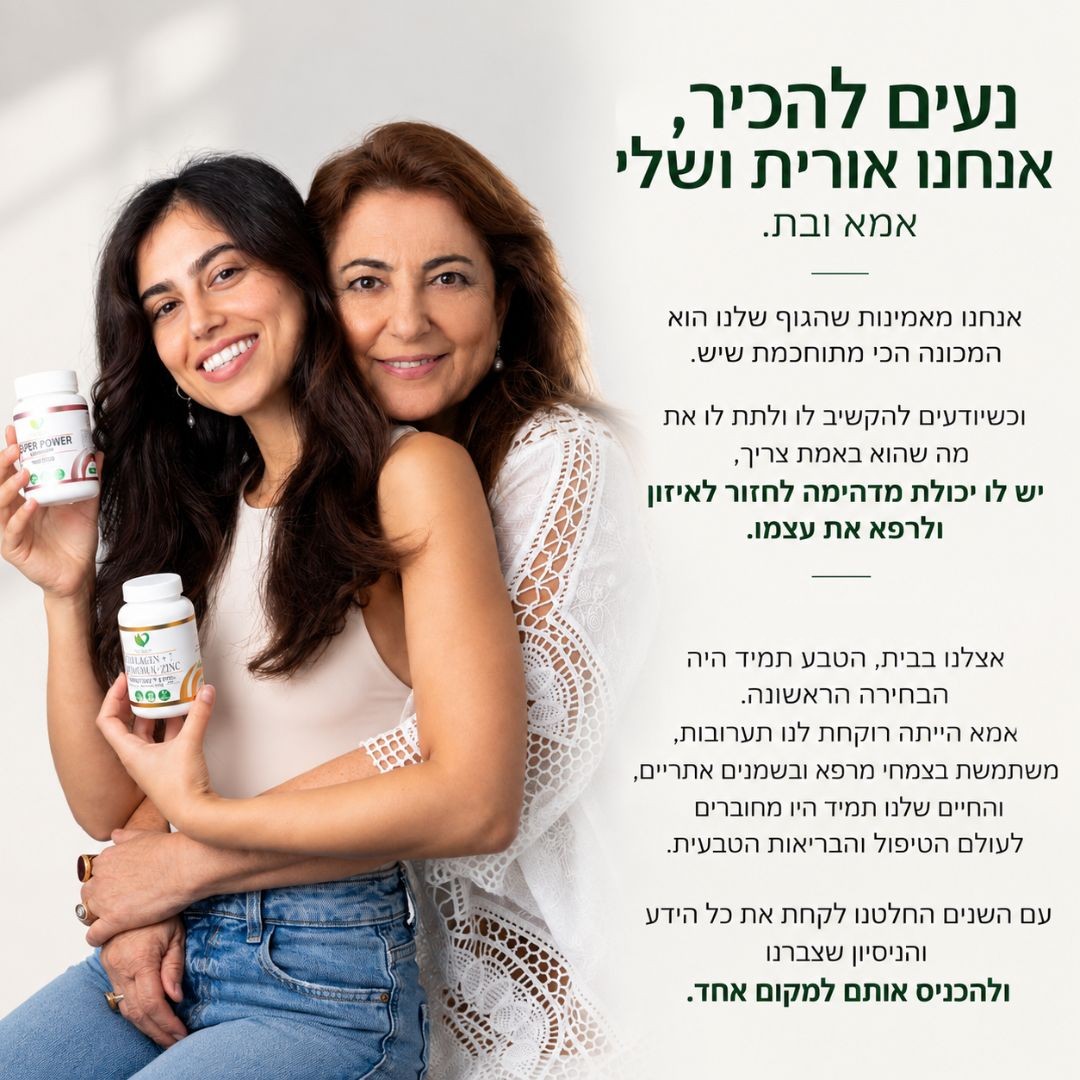 נעים להכיר,
אנחנו אורית ושלי
אמא ובת.
אנחנו מאמינות שהגוף שלנו הוא
המכונה הכי מתוחכמת שיש.
וכשיודעים להקשיב לו ולתת לו את
מה שהוא באמת צריך,
יש לו יכולת מדהימה לחזור לאיזון
ולרפא את עצמו.
אצלנו בבית, הטבע תמיד היה
הבחירה הראשונה.
אמא הייתה רוקחת לנו תערובות,
משתמשת בצמחי מרפא ובשמנים אתריים,
והחיים שלנו תמיד היו מחוברים
לעולם הטיפול והבריאות הטבעית.
עם השנים החלטנו לקחת את כל הידע
והניסיון שצברנו
ולהכניס אותם למקום אחד.
POWER
ZINC